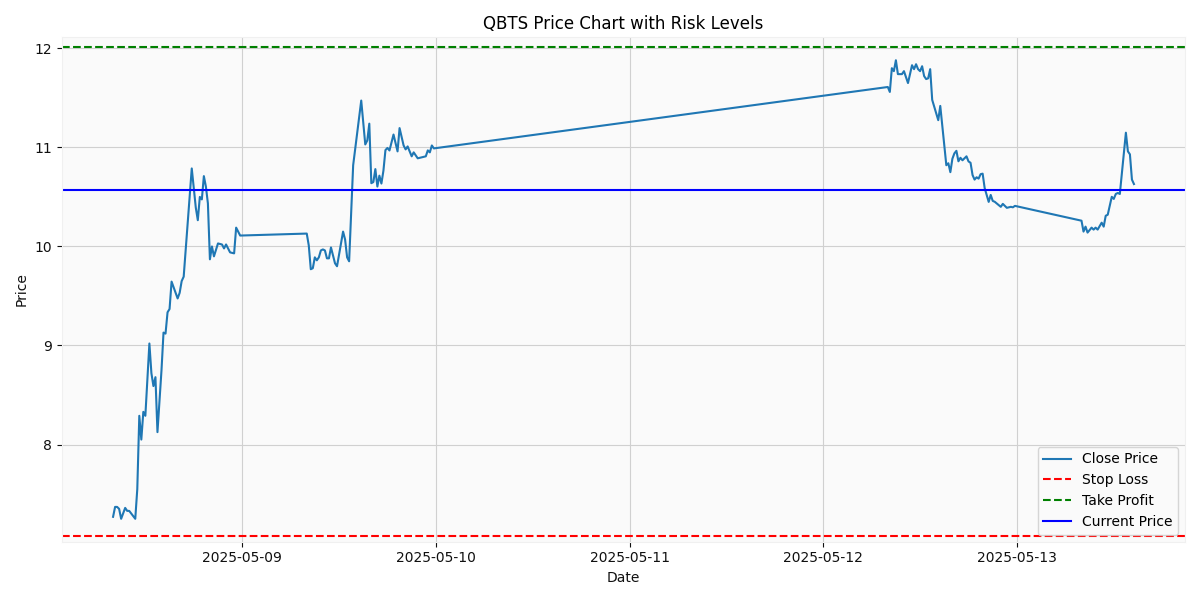 QBTS Price Chart with Risk Levels
12
11
10
9
8
Price
2025-05-09
2025-05-10
2025-05-11
2025-05-12
2025-05-13
Date
Close Price
Stop Loss
Take Profit
Current Price